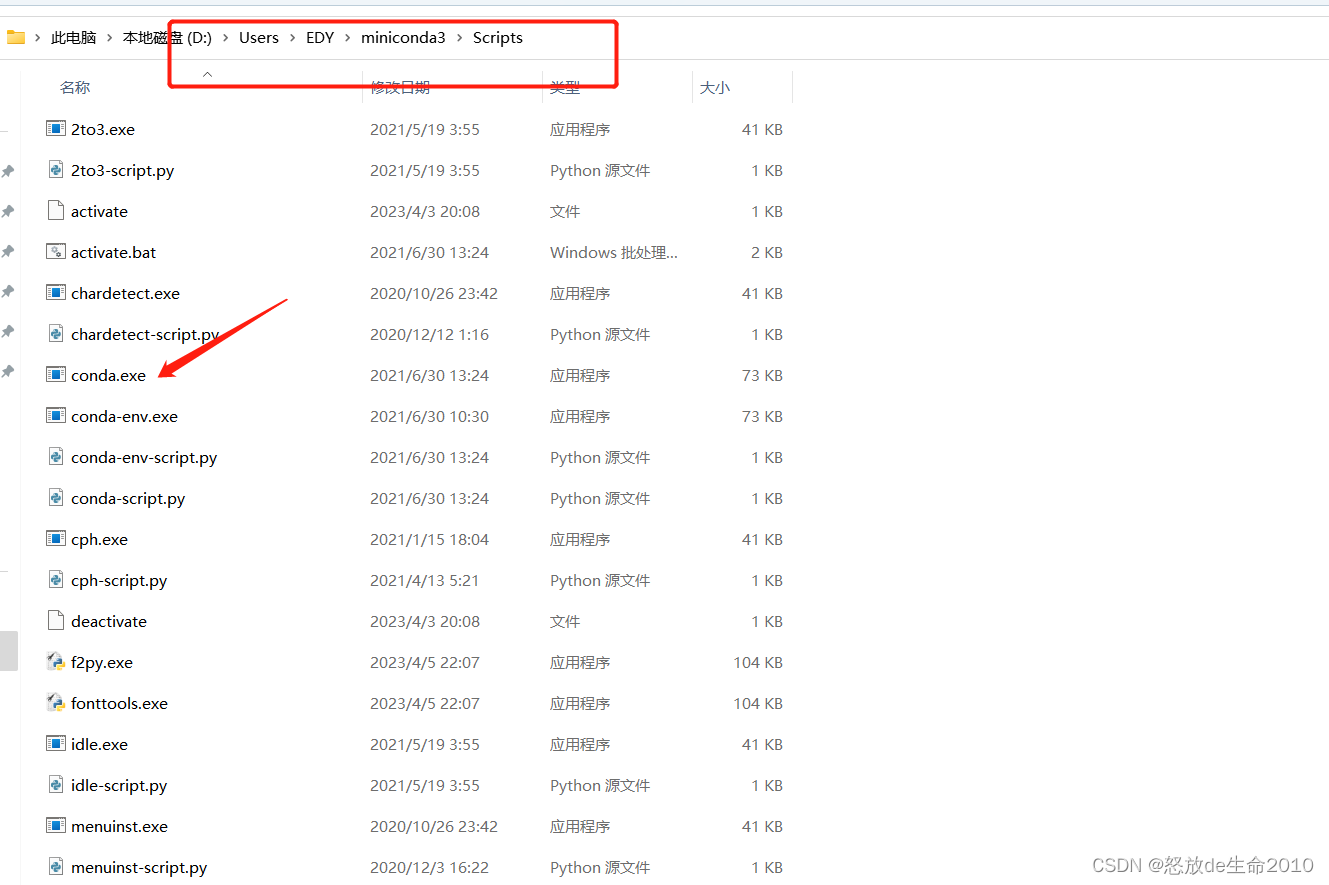 此电脑 > 本地磁盘 (D:) > Users > EDY > miniconda3 > Scripts
名称 修改日期 类型 大小
2to3.exe 2021/5/19 3:55 应用程序 41 KB
2to3-script.py 2021/5/19 3:55 Python 源文件 1 KB
activate 2023/4/3 20:08 文件 1 KB
activate.bat 2021/6/30 13:24 Windows 批处理... 2 KB
chardetect.exe 2020/10/26 23:42 应用程序 41 KB
chardetect-script.py 2020/12/12 1:16 Python 源文件 1 KB
conda.exe 2021/6/30 13:24 应用程序 73 KB
conda-env.exe 2021/6/30 10:30 应用程序 73 KB
conda-env-script.py 2021/6/30 13:24 Python 源文件 1 KB
conda-script.py 2021/6/30 13:24 Python 源文件 1 KB
cph.exe 2021/1/15 18:04 应用程序 41 KB
cph-script.py 2021/4/13 5:21 Python 源文件 1 KB
deactivate 2023/4/3 20:08 文件 1 KB
f2py.exe 2023/4/5 22:07 应用程序 104 KB
fonttools.exe 2023/4/5 22:07 应用程序 104 KB
idle.exe 2021/5/19 3:55 应用程序 41 KB
idle-script.py 2021/5/19 3:55 Python 源文件 1 KB
menuinst.exe 2020/10/26 23:42 应用程序 41 KB
menuinst-script.py 2020/12/3 16:22 Python 源文件 1 KB
CSDN @怒放de生命2010